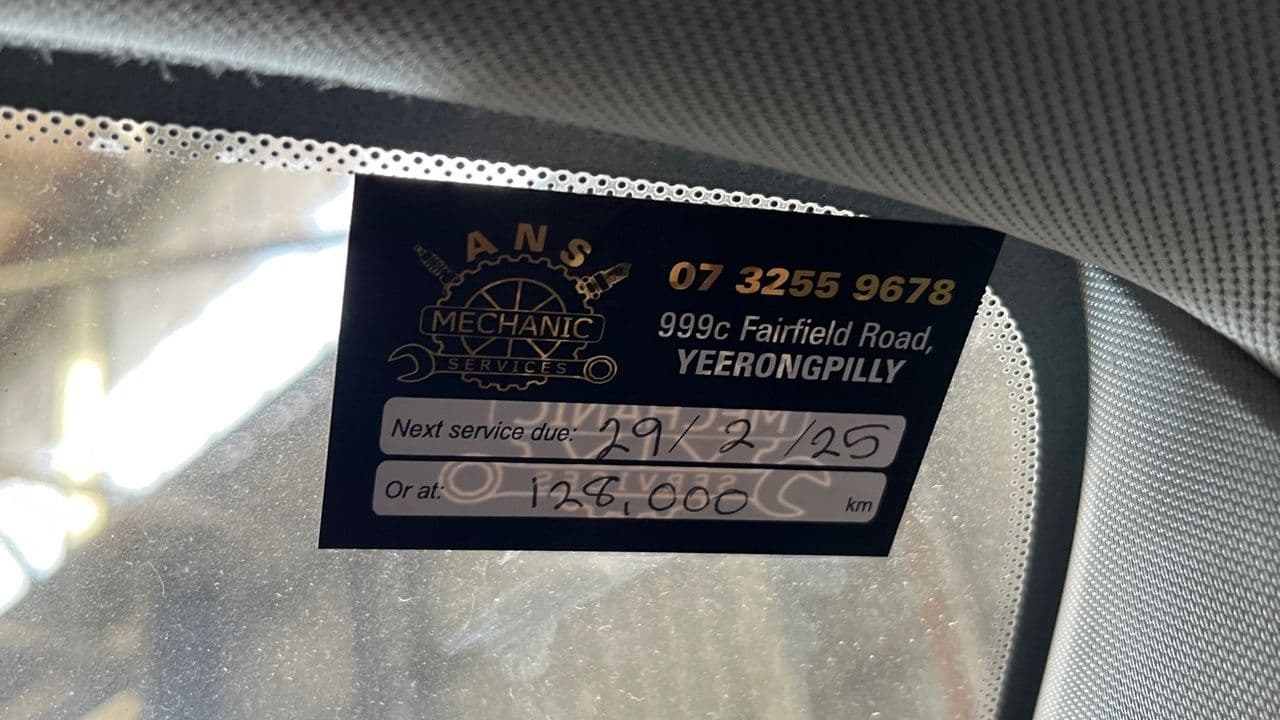 ANS
MECHANIC
SERVICES
07 3255 9678
999c Fairfield Road,
YEERONGPILLY
Next service due: 29/2/25
Or at: 128,000 km